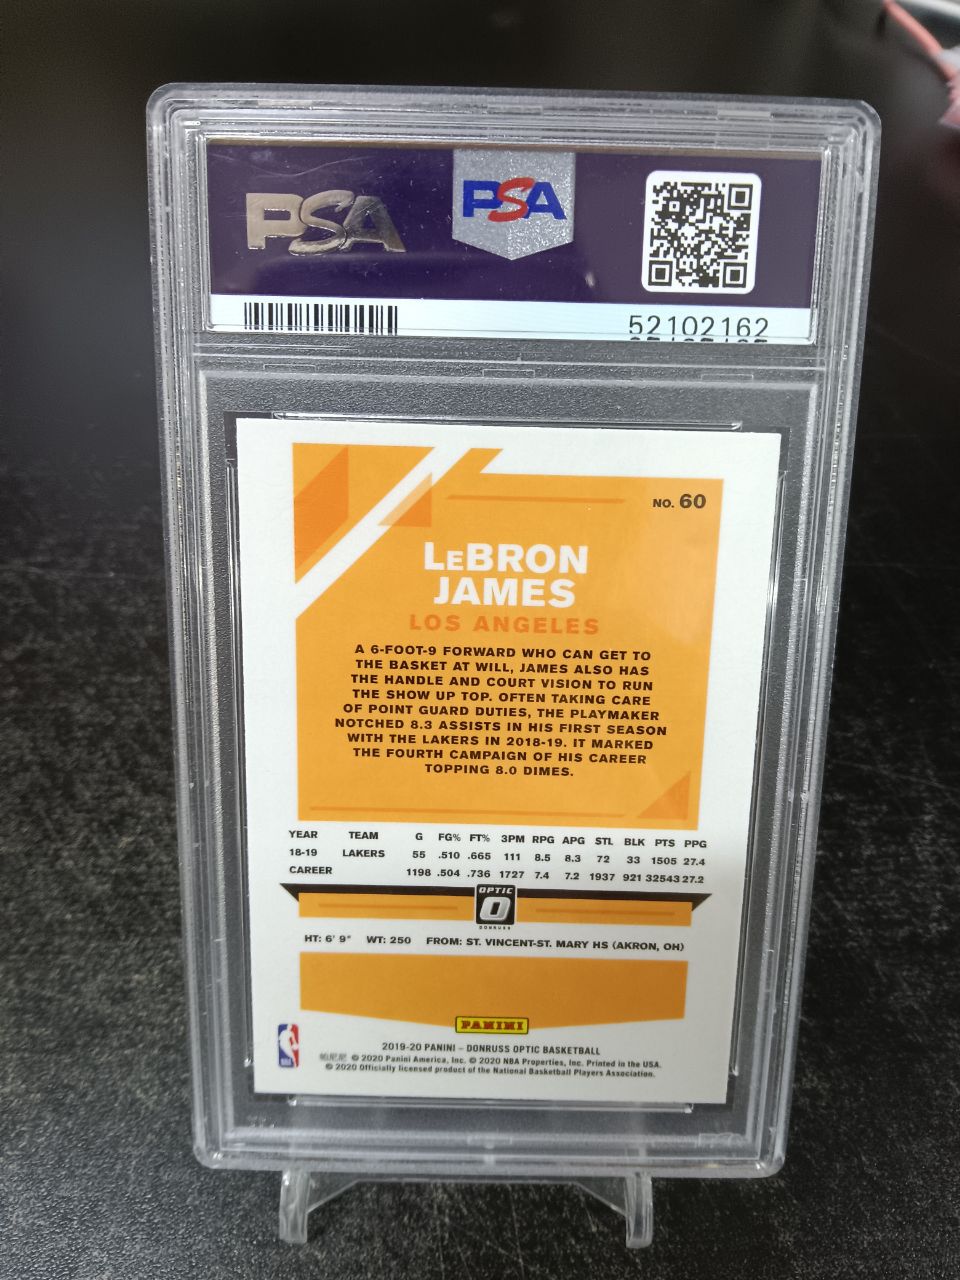 PSA
PSA
52102162
NO. 60
LeBRON
JAMES
LOS ANGELES
A 6-FOOT-9 FORWARD WHO CAN GET TO
THE BASKET AT WILL, JAMES ALSO HAS
THE HANDLE AND COURT VISION TO RUN
THE SHOW UP TOP. OFTEN TAKING CARE
OF POINT GUARD DUTIES, THE PLAYMAKER
NOTCHED 8.3 ASSISTS IN HIS FIRST SEASON
WITH THE LAKERS IN 2018-19. IT MARKED
THE FOURTH CAMPAIGN OF HIS CAREER
TOPPING 8.0 DIMES.
YEAR TEAM G FG% FT% 3PM RPG APG STL BLK PTS PPG
18-19 LAKERS 55 .510 .665 111 8.5 8.3 72 33 1505 27.4
CAREER 1198 .504 .736 1727 7.4 7.2 1937 921 32543 27.2
OPTIC
DONRUSS
HT: 6' 9" WT: 250 FROM: ST. VINCENT-ST. MARY HS (AKRON, OH)
PANINI
2019-20 PANINI – DONRUSS OPTIC BASKETBALL
帕尼尼 © 2020 Panini America, Inc. © 2020 NBA Properties, Inc. Printed in the USA.
© 2020 Officially licensed product of the National Basketball Players Association.